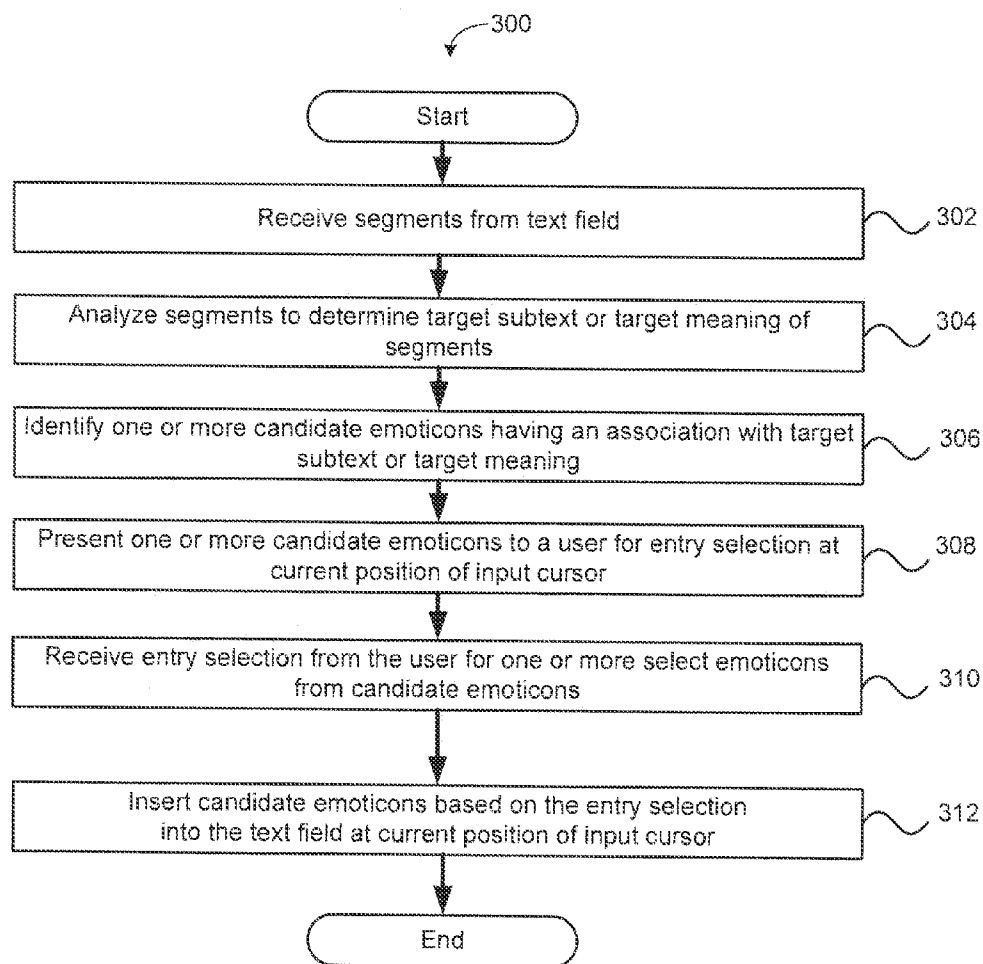 300
Start
Receive segments from text field
302
Analyze segments to determine target subtext or target meaning of
segments
304
Identify one or more candidate emoticons having an association with target
subtext or target meaning
306
Present one or more candidate emoticons to a user for entry selection at
current position of input cursor
308
Receive entry selection from the user for one or more select emoticons
from candidate emoticons
310
Insert candidate emoticons based on the entry selection
into the text field at current position of input cursor
312
End